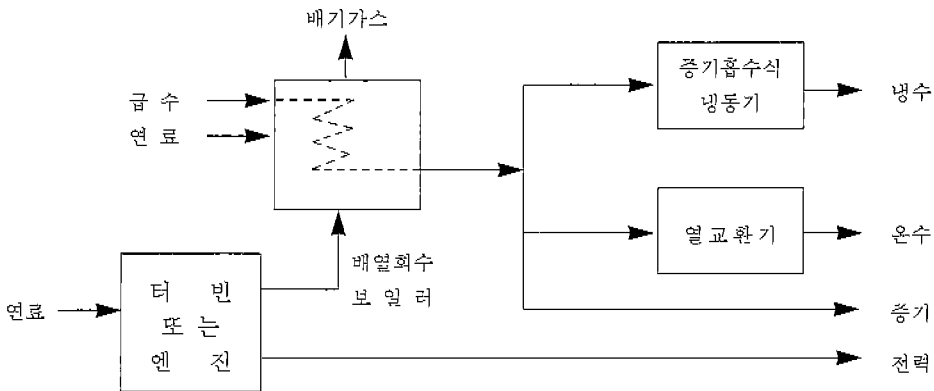 배기가스
급 수
연 료
증기흡수식
냉동기
냉수
열교환기
온수
배열회수
보 일 러
연료
터 빈
또 는
엔 진
증기
전력